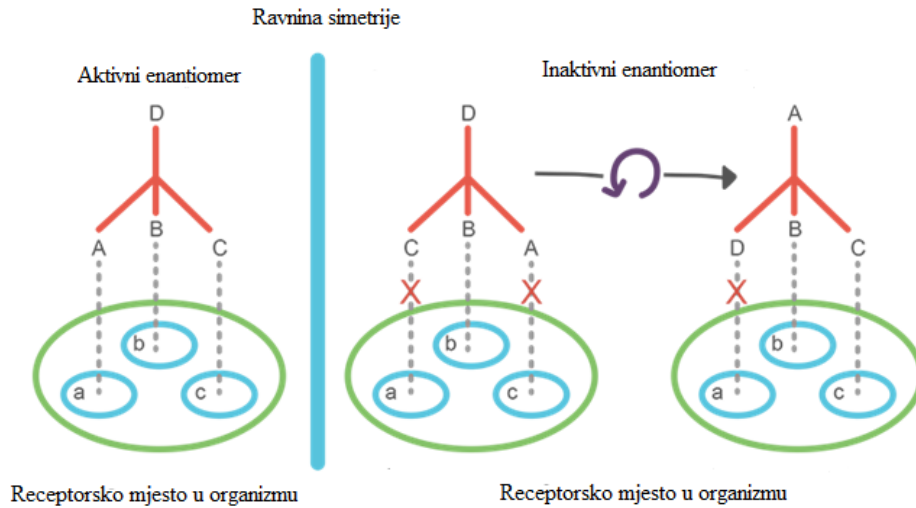 Ravnina simetrije
Aktivni enantiomer
Inaktivni enantiomer
D
D
A
A
B
C
C
B
A
D
B
C
X
X
X
b
b
b
a
c
a
c
a
c
Receptorsko mjesto u organizmu
Receptorsko mjesto u organizmu